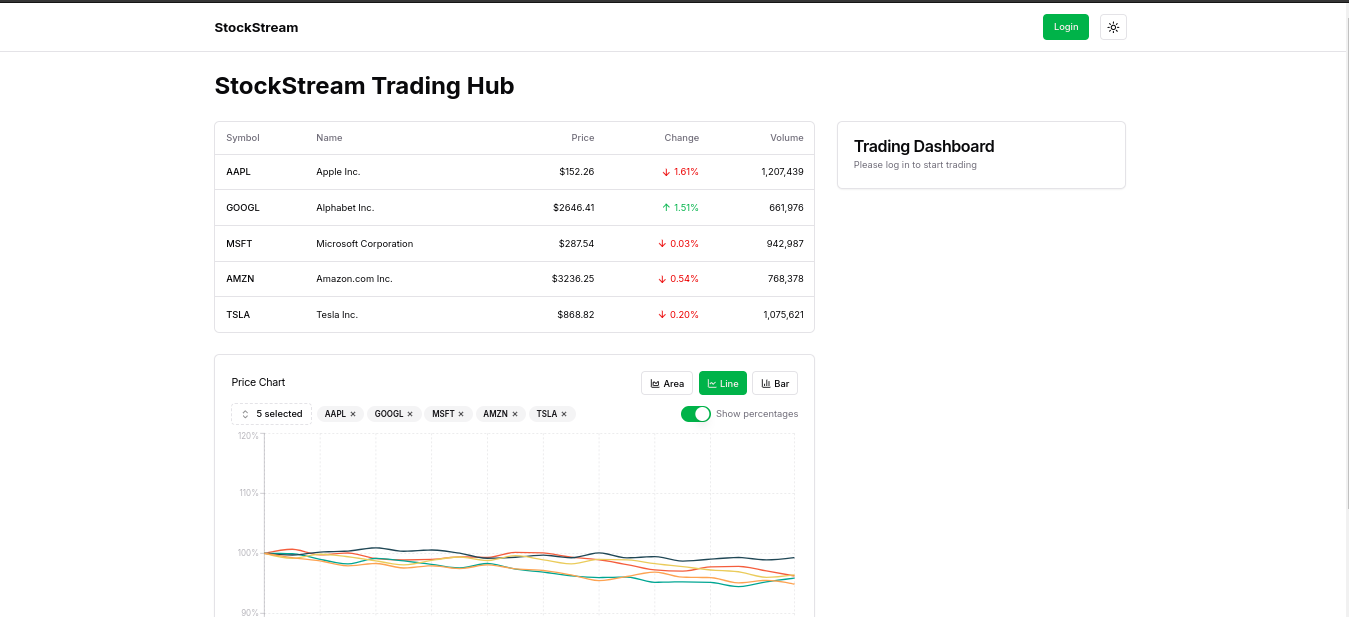 StockStream
Login
StockStream Trading Hub
Symbol Name Price Change Volume
AAPL Apple Inc. $152.26 ↓ 1.61% 1,207,439
GOOGL Alphabet Inc. $2646.41 ↑ 1.51% 661,976
MSFT Microsoft Corporation $287.54 ↓ 0.03% 942,987
AMZN Amazon.com Inc. $3236.25 ↓ 0.54% 768,378
TSLA Tesla Inc. $868.82 ↓ 0.20% 1,075,621
Trading Dashboard
Please log in to start trading
Price Chart
Area Line Bar
5 selected AAPL × GOOGL × MSFT × AMZN × TSLA × Show percentages
120%
110%
100%
90%